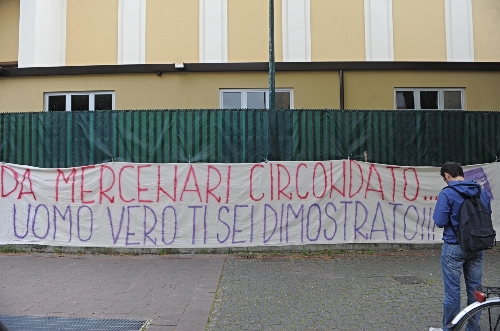 DA MERCENARI CIRCONDATO...
UOMO VERO TI SEI DIMOSTRATO!!!